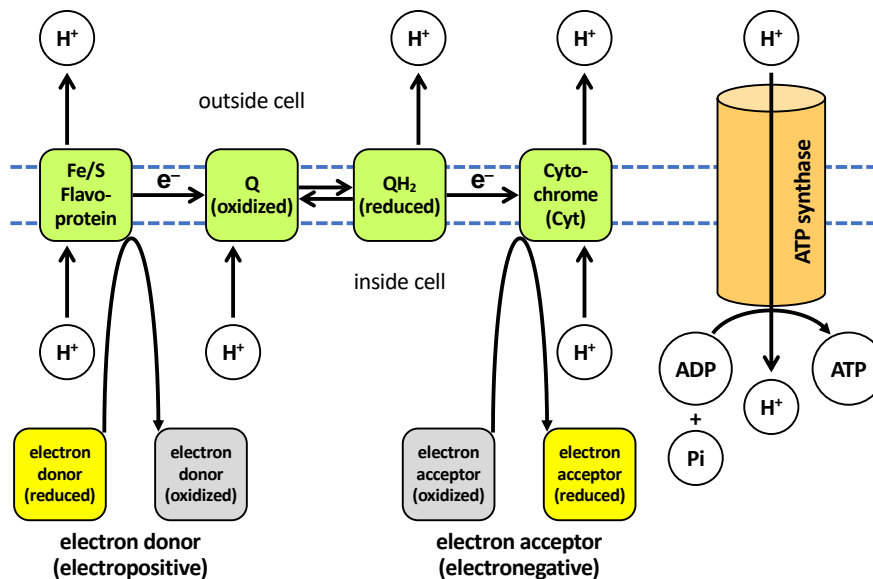 H⁺
H⁺
H⁺
H⁺
outside cell
Fe/S
Flavo-
protein
e⁻
Q
(oxidized)
QH₂
(reduced)
e⁻
Cyto-
chrome
(Cyt)
ATP synthase
inside cell
H⁺
H⁺
H⁺
ADP
+
Pi
H⁺
ATP
electron
donor
(reduced)
electron
donor
(oxidized)
electron
acceptor
(oxidized)
electron
acceptor
(reduced)
electron donor
(electropositive)
electron acceptor
(electronegative)